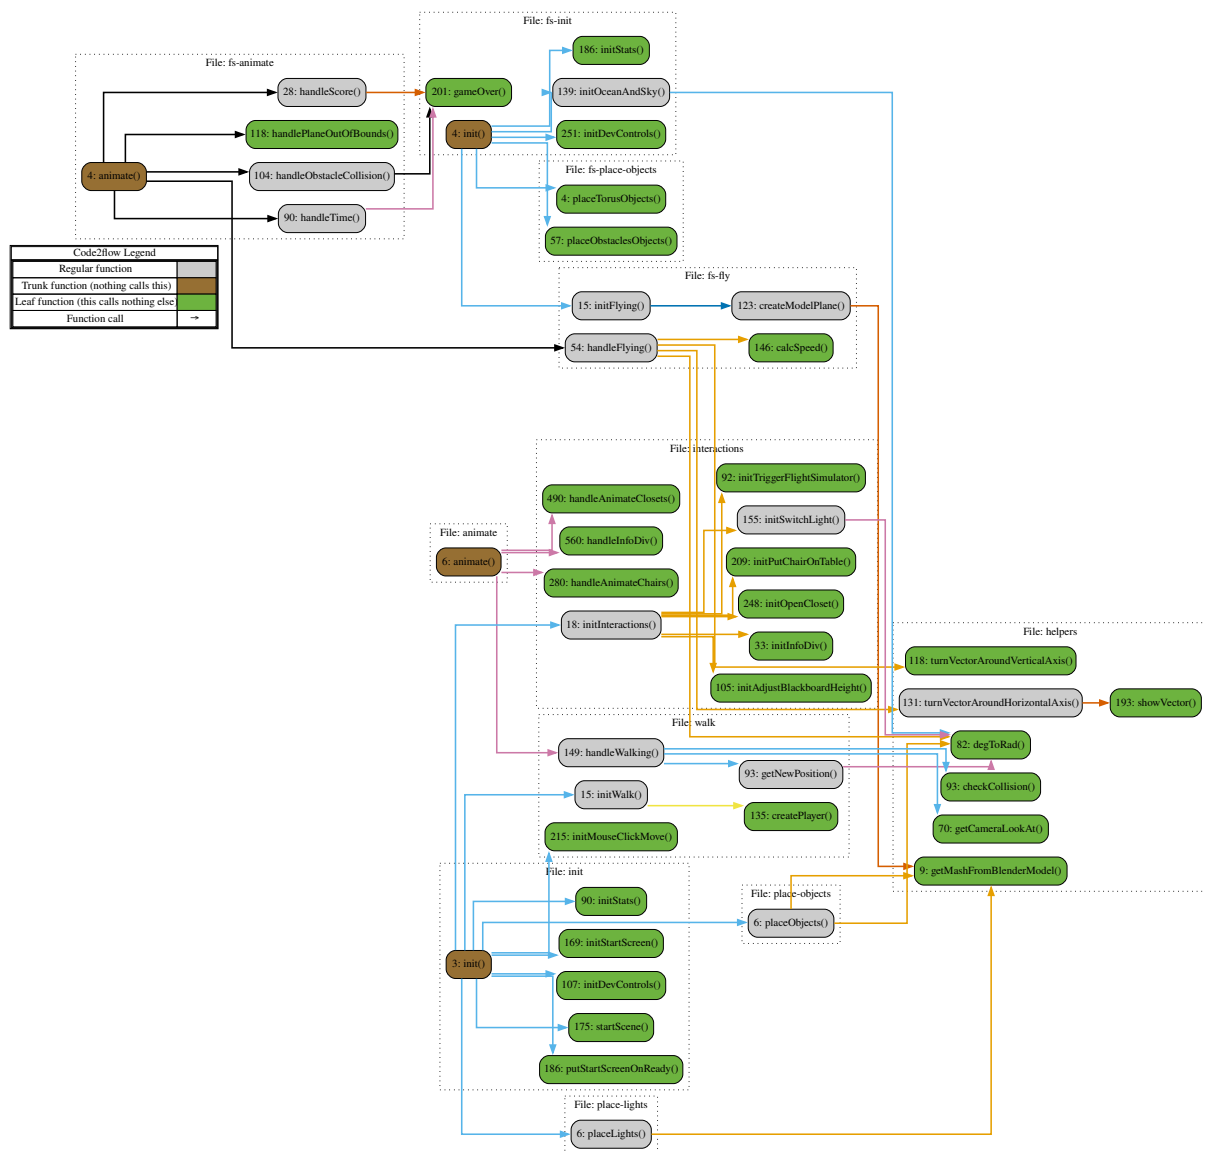 File: fs-init
186: initStats()
139: initOceanAndSky()
201: gameOver()
4: init()
251: initDevControls()
File: fs-animate
28: handleScore()
118: handlePlaneOutOfBounds()
4: animate()
104: handleObstacleCollision()
90: handleTime()
File: fs-place-objects
4: placeTorusObjects()
57: placeObstaclesObjects()
Code2flow Legend
Regular function
Trunk function (nothing calls this)
Leaf function (this calls nothing else)
Function call →
File: fs-fly
15: initFlying()
123: createModelPlane()
54: handleFlying()
146: calcSpeed()
File: interactions
92: initTriggerFlightSimulator()
490: handleAnimateClosets()
155: initSwitchLight()
560: handleInfoDiv()
209: initPutChairOnTable()
280: handleAnimateChairs()
248: initOpenCloset()
18: initInteractions()
33: initInfoDiv()
105: initAdjustBlackboardHeight()
File: animate
6: animate()
File: helpers
118: turnVectorAroundVerticalAxis()
131: turnVectorAroundHorizontalAxis()
193: showVector()
82: degToRad()
93: checkCollision()
70: getCameraLookAt()
9: getMashFromBlenderModel()
File: walk
149: handleWalking()
93: getNewPosition()
15: initWalk()
135: createPlayer()
215: initMouseClickMove()
File: init
90: initStats()
169: initStartScreen()
3: init()
107: initDevControls()
175: startScene()
186: putStartScreenOnReady()
File: place-objects
6: placeObjects()
File: place-lights
6: placeLights()